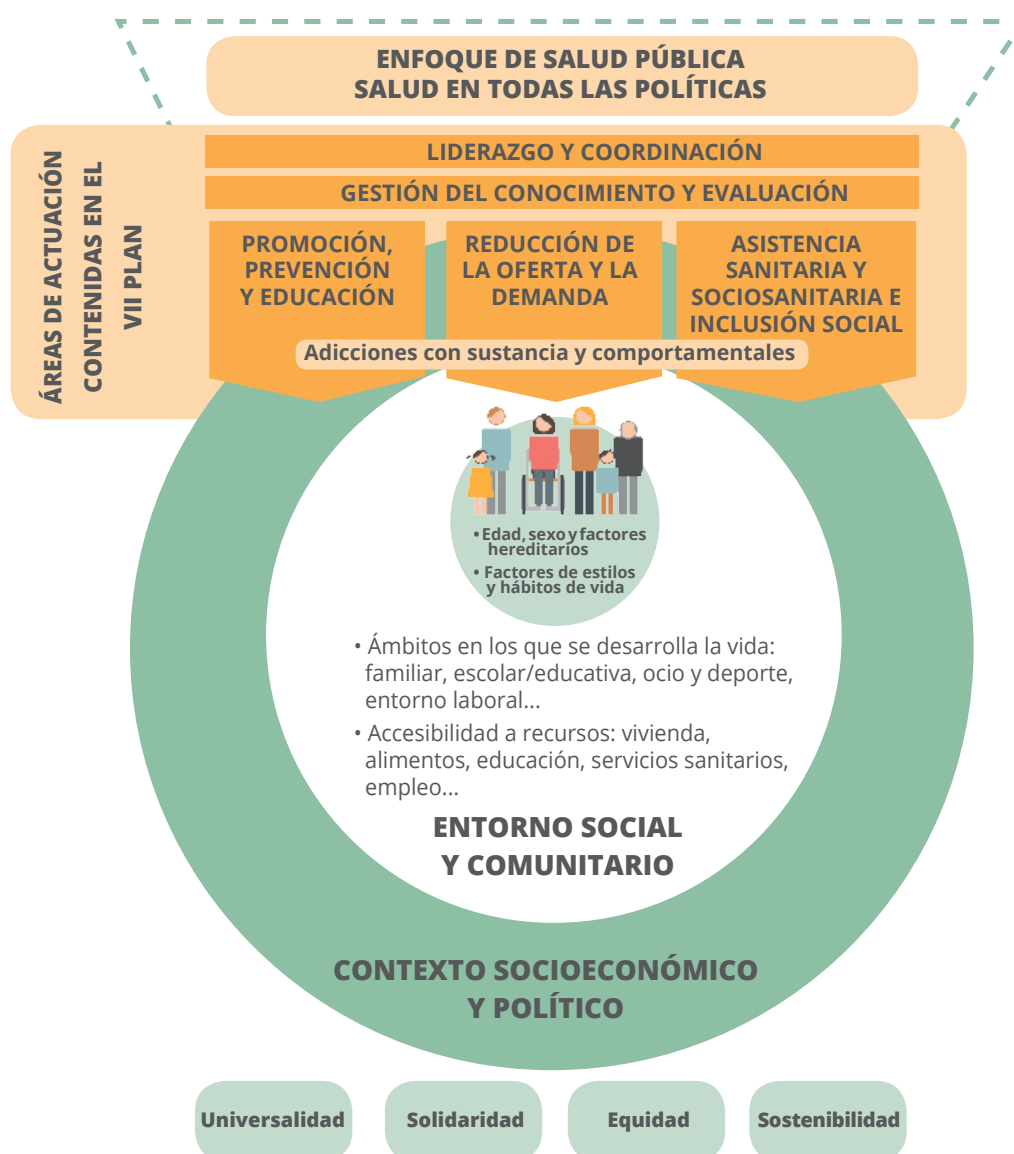 ENFOQUE DE SALUD PÚBLICA
SALUD EN TODAS LAS POLÍTICAS
ÁREAS DE ACTUACIÓN
CONTENIDAS EN EL
VII PLAN
LIDERAZGO Y COORDINACIÓN
GESTIÓN DEL CONOCIMIENTO Y EVALUACIÓN
PROMOCIÓN,
PREVENCIÓN
Y EDUCACIÓN
REDUCCIÓN DE
LA OFERTA Y LA
DEMANDA
ASISTENCIA
SANITARIA Y
SOCIOSANITARIA E
INCLUSIÓN SOCIAL
Adicciones con sustancia y comportamentales
• Edad, sexo y factores
hereditarios
• Factores de estilos
y hábitos de vida
• Ámbitos en los que se desarrolla la vida:
familiar, escolar/educativa, ocio y deporte,
entorno laboral...
• Accesibilidad a recursos: vivienda,
alimentos, educación, servicios sanitarios,
empleo...
ENTORNO SOCIAL
Y COMUNITARIO
CONTEXTO SOCIOECONÓMICO
Y POLÍTICO
Universalidad
Solidaridad
Equidad
Sostenibilidad